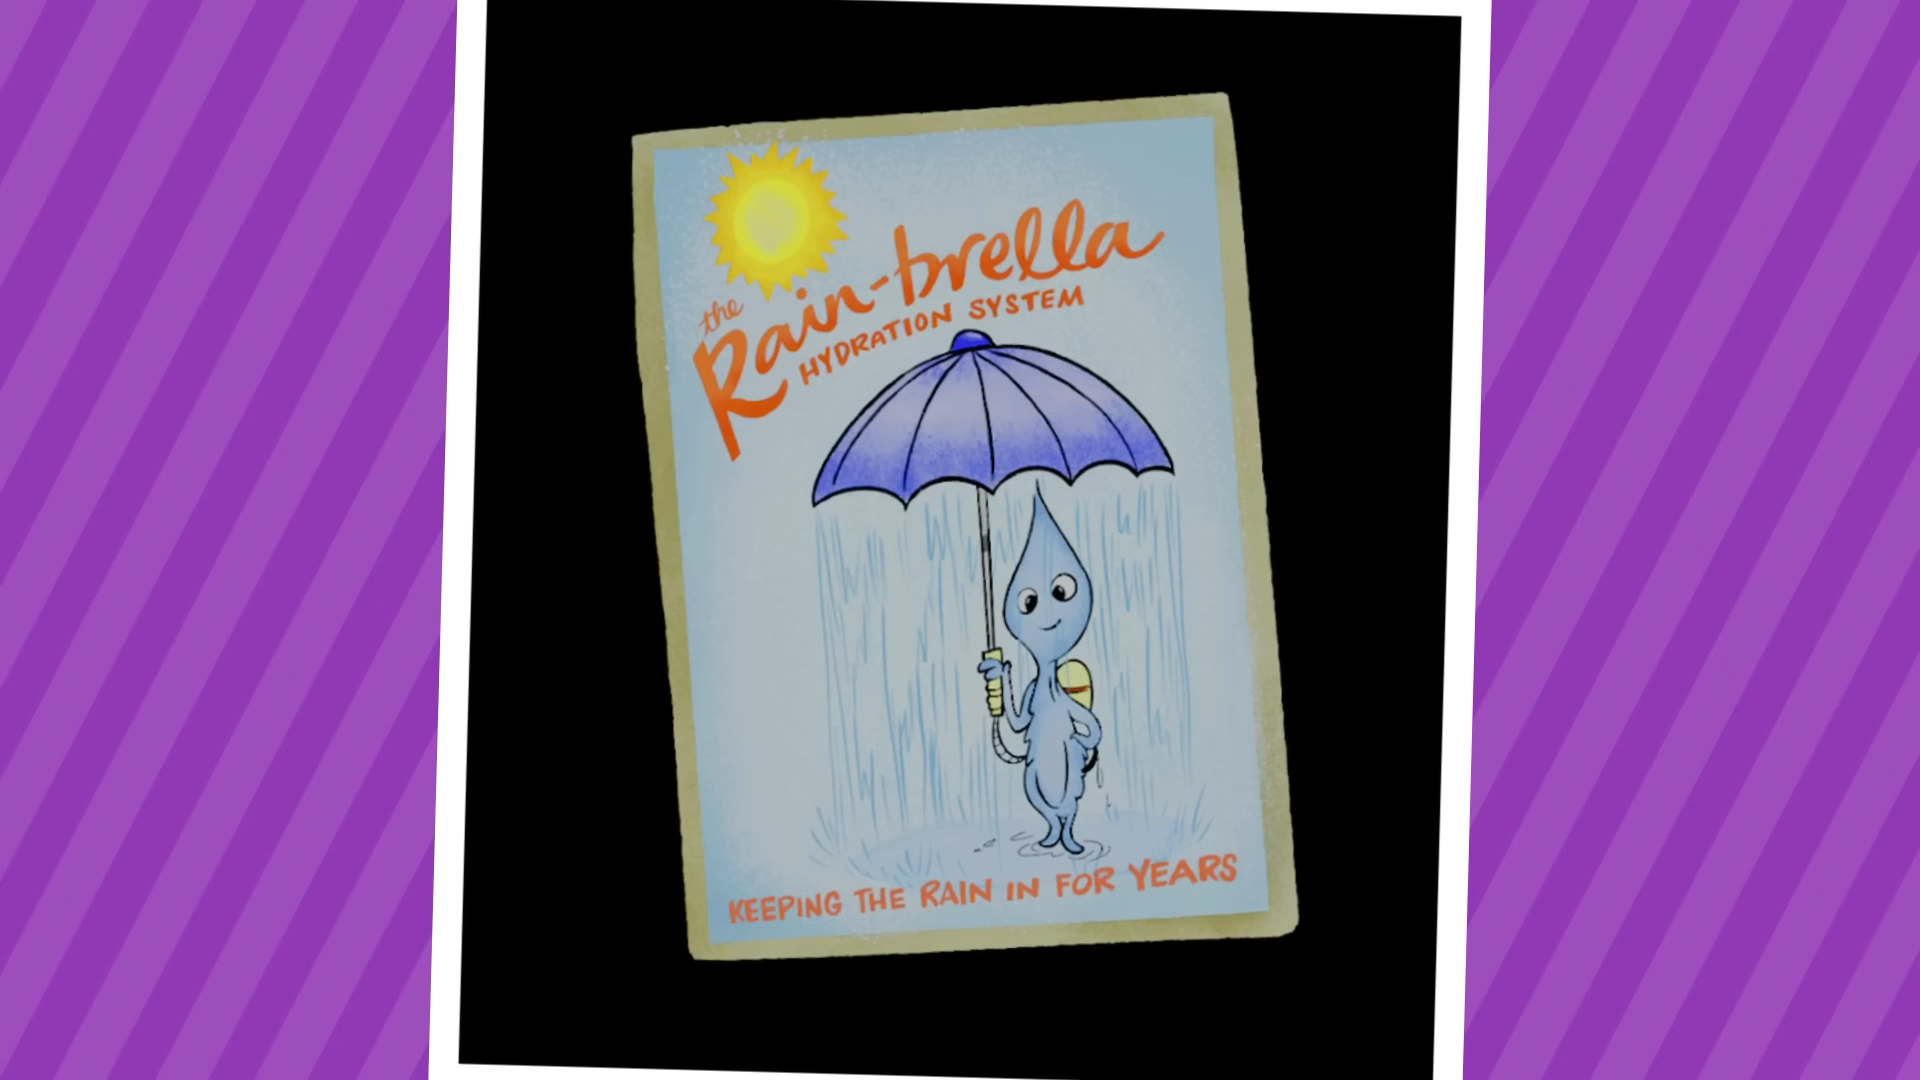 the
Rain-brella
HYDRATION SYSTEM
KEEPING THE RAIN IN FOR YEARS